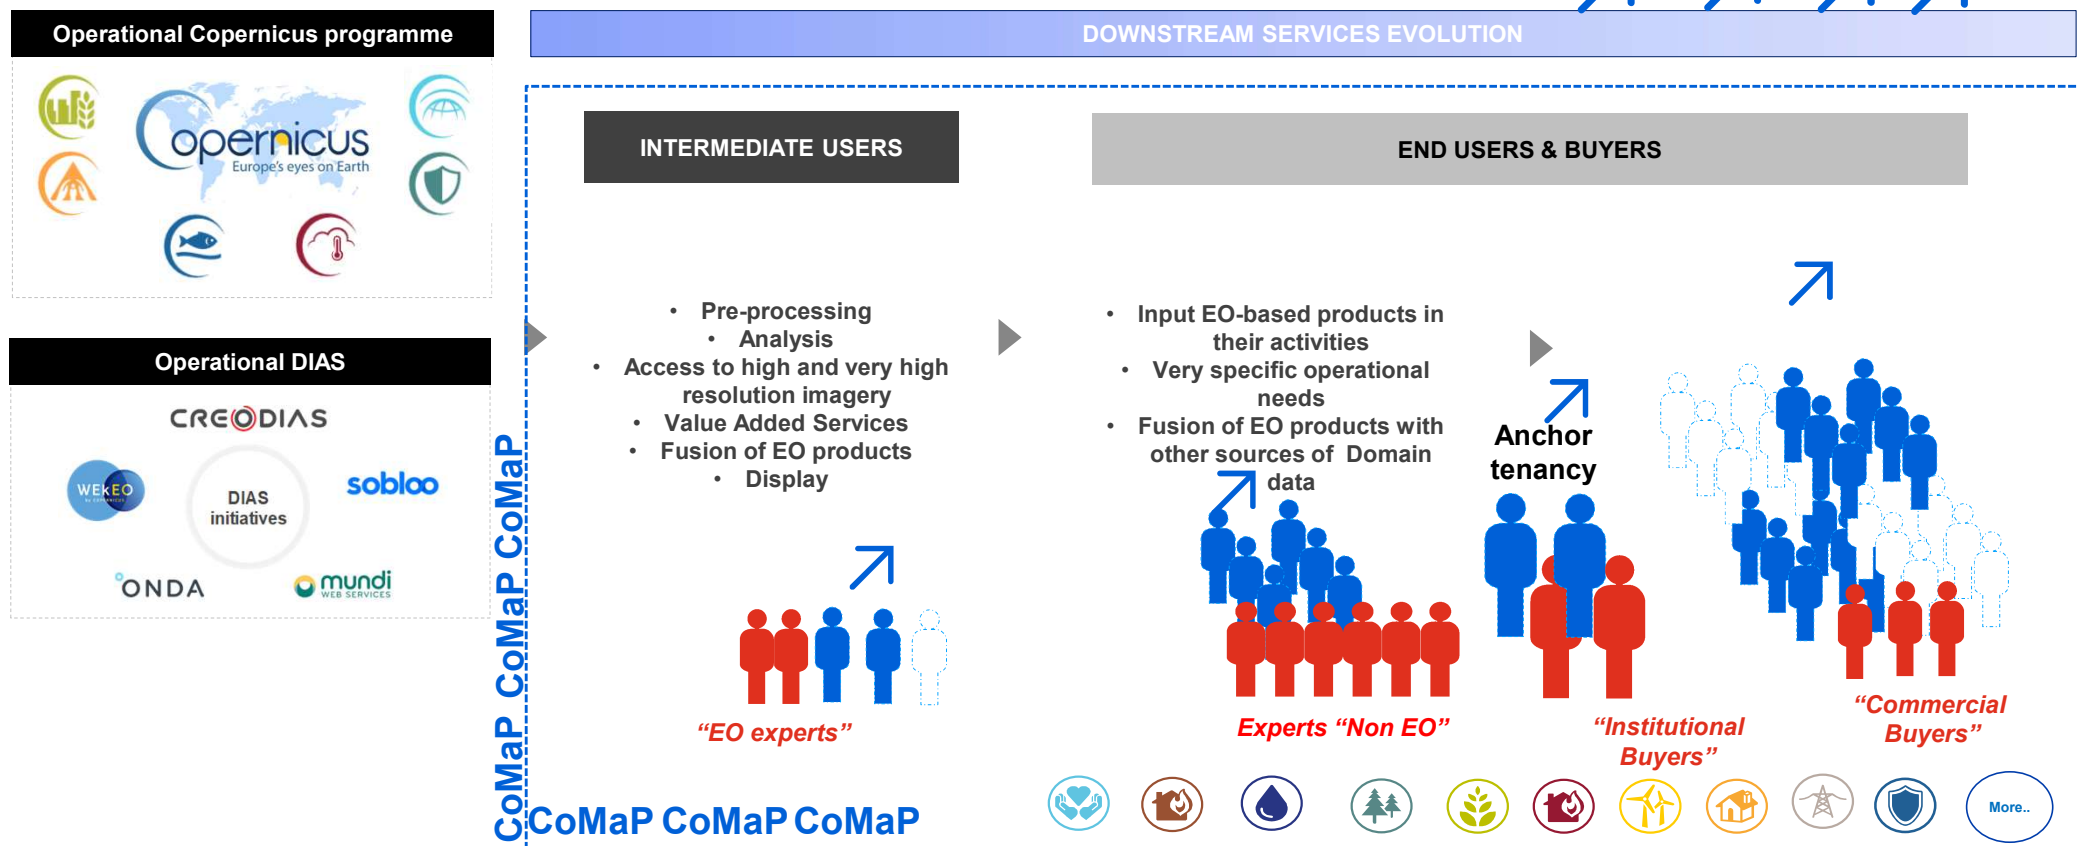 Operational Copernicus programme
opernicus
Europe's eyes on Earth
Operational DIAS
CREODIAS
WEkEO
DIAS
initiatives
sobloo
ONDA
mundi
WEB SERVICES
CoMaP CoMaP CoMaP
CoMaP CoMaP CoMaP
DOWNSTREAM SERVICES EVOLUTION
INTERMEDIATE USERS
• Pre-processing
• Analysis
• Access to high and very high
resolution imagery
• Value Added Services
• Fusion of EO products
• Display
“EO experts”
END USERS & BUYERS
• Input EO-based products in
their activities
• Very specific operational
needs
• Fusion of EO products with
other sources of Domain
data
Experts “Non EO”
Anchor
tenancy
“Institutional
Buyers”
“Commercial
Buyers”
More..